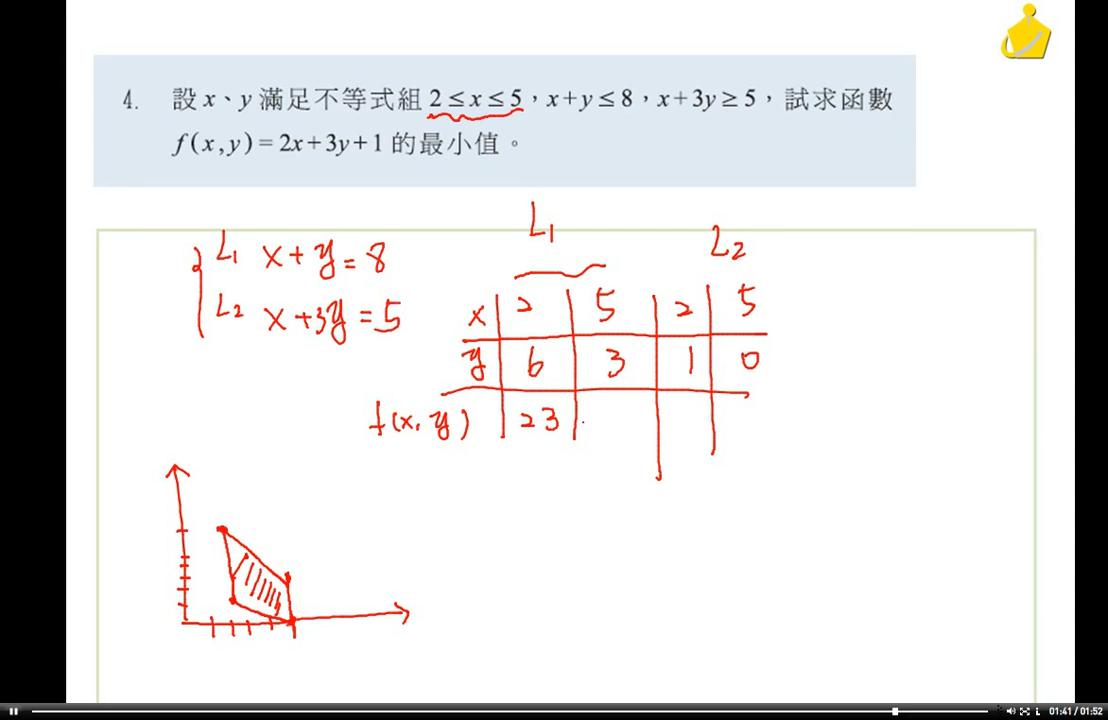 4. 設 x、y 滿足不等式組 2 ≤ x ≤ 5，x + y ≤ 8，x + 3y ≥ 5，試求函數
f(x, y) = 2x + 3y + 1 的最小值。
L1 x + y = 8
L2 x + 3y = 5
L1 L2
x 2 5 2 5
y 6 3 1 0
f(x, y) 23
01:41 / 01:52